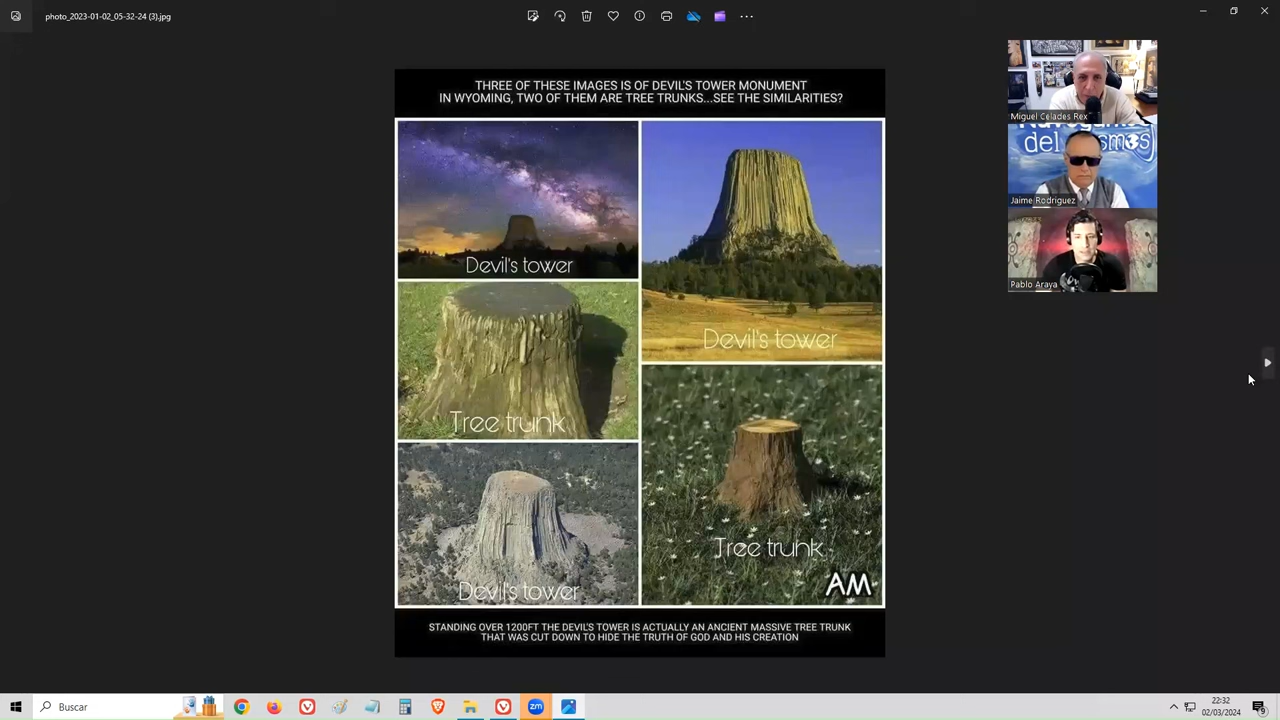 photo_2023-01-02_05-32-24 (3).jpg
THREE OF THESE IMAGES IS OF DEVIL'S TOWER MONUMENT
IN WYOMING, TWO OF THEM ARE TREE TRUNKS...SEE THE SIMILARITIES?
Devil's tower
Devil's tower
Tree trunk
Tree trunk
Devil's tower
AM
STANDING OVER 1200FT THE DEVIL'S TOWER IS ACTUALLY AN ANCIENT MASSIVE TREE TRUNK
THAT WAS CUT DOWN TO HIDE THE TRUTH OF GOD AND HIS CREATION
Miguel Celades Rex
del
Jaime Rodriguez
Pablo Araya
Buscar
zm
22:32
02/03/2024